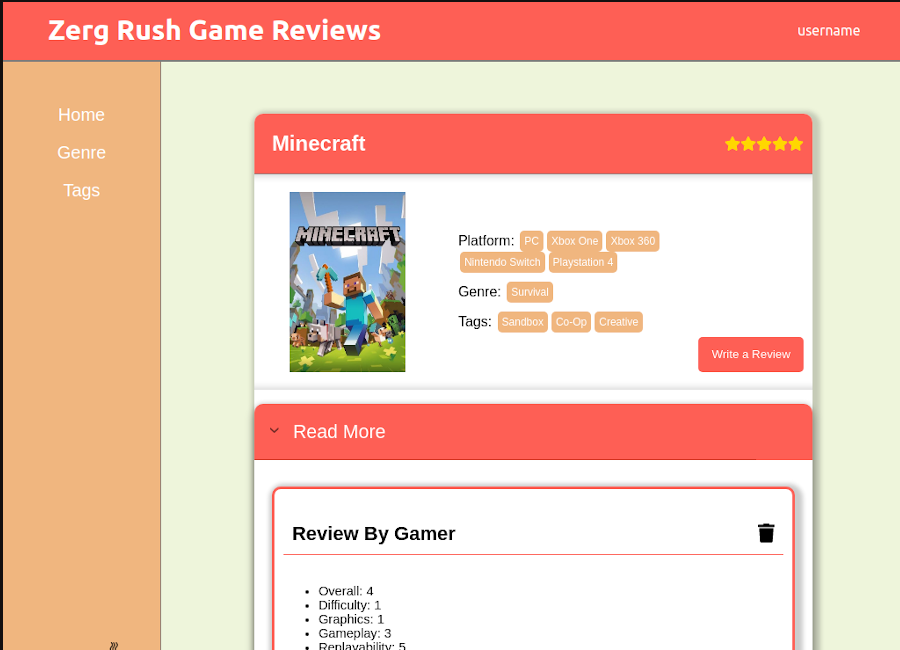 Zerg Rush Game Reviews
username
Home
Genre
Tags
Minecraft
MINECRAFT
Platform: PC Xbox One Xbox 360
Nintendo Switch Playstation 4
Genre: Survival
Tags: Sandbox Co-Op Creative
Write a Review
Read More
Review By Gamer
Overall: 4
Difficulty: 1
Graphics: 1
Gameplay: 3
Replayability: 5